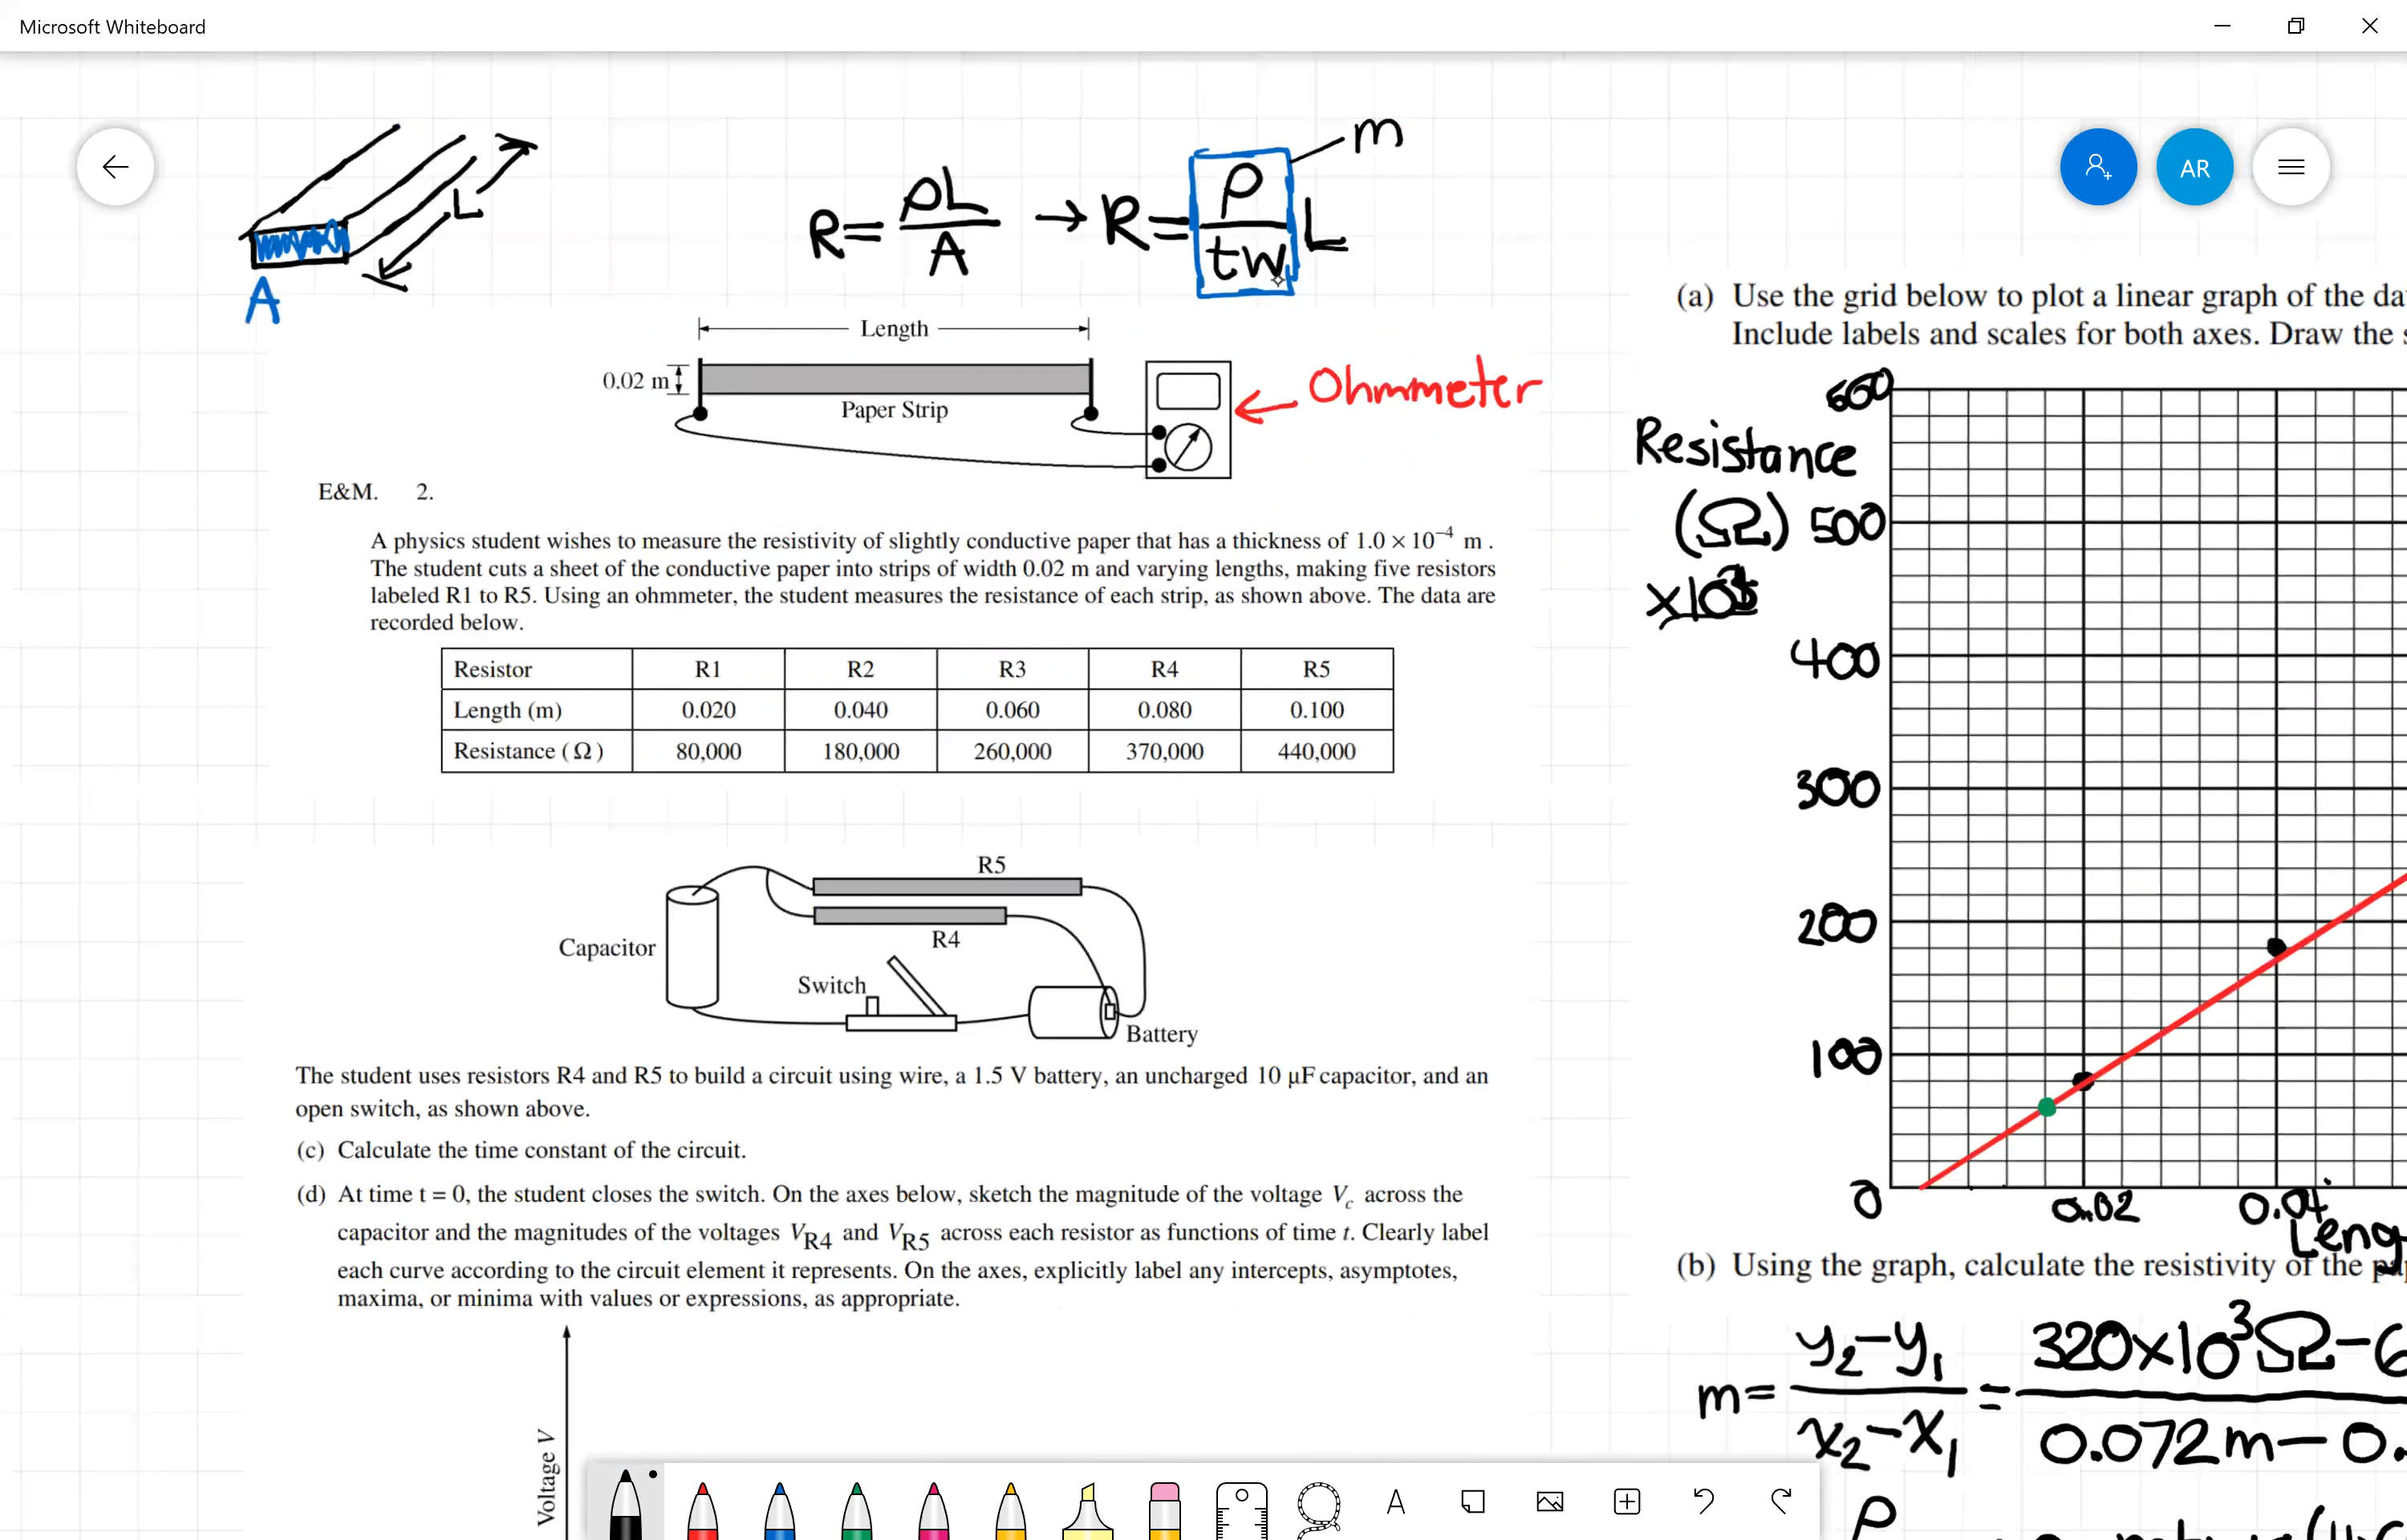 Microsoft Whiteboard
L
A
R = ρL/A → R = ρ/tw L
m
AR
Length
0.02 m
Paper Strip
Ohmmeter
E&M. 2.
A physics student wishes to measure the resistivity of slightly conductive paper that has a thickness of 1.0 × 10⁻⁴ m .
The student cuts a sheet of the conductive paper into strips of width 0.02 m and varying lengths, making five resistors
labeled R1 to R5. Using an ohmmeter, the student measures the resistance of each strip, as shown above. The data are
recorded below.
Resistor R1 R2 R3 R4 R5
Length (m) 0.020 0.040 0.060 0.080 0.100
Resistance ( Ω ) 80,000 180,000 260,000 370,000 440,000
R5
R4
Capacitor
Switch
Battery
The student uses resistors R4 and R5 to build a circuit using wire, a 1.5 V battery, an uncharged 10 μF capacitor, and an
open switch, as shown above.
(c) Calculate the time constant of the circuit.
(d) At time t = 0, the student closes the switch. On the axes below, sketch the magnitude of the voltage Vc across the
capacitor and the magnitudes of the voltages VR4 and VR5 across each resistor as functions of time t. Clearly label
each curve according to the circuit element it represents. On the axes, explicitly label any intercepts, asymptotes,
maxima, or minima with values or expressions, as appropriate.
Voltage V
(a) Use the grid below to plot a linear graph of the da
Include labels and scales for both axes. Draw the s
600
Resistance
(Ω) 500
x10³
400
300
200
100
0
0.02 0.04
Leng
(b) Using the graph, calculate the resistivity of the pa
m = y₂-y₁/x₂-x₁ = 320x10³Ω-6
0.072m-0.
ρ
A